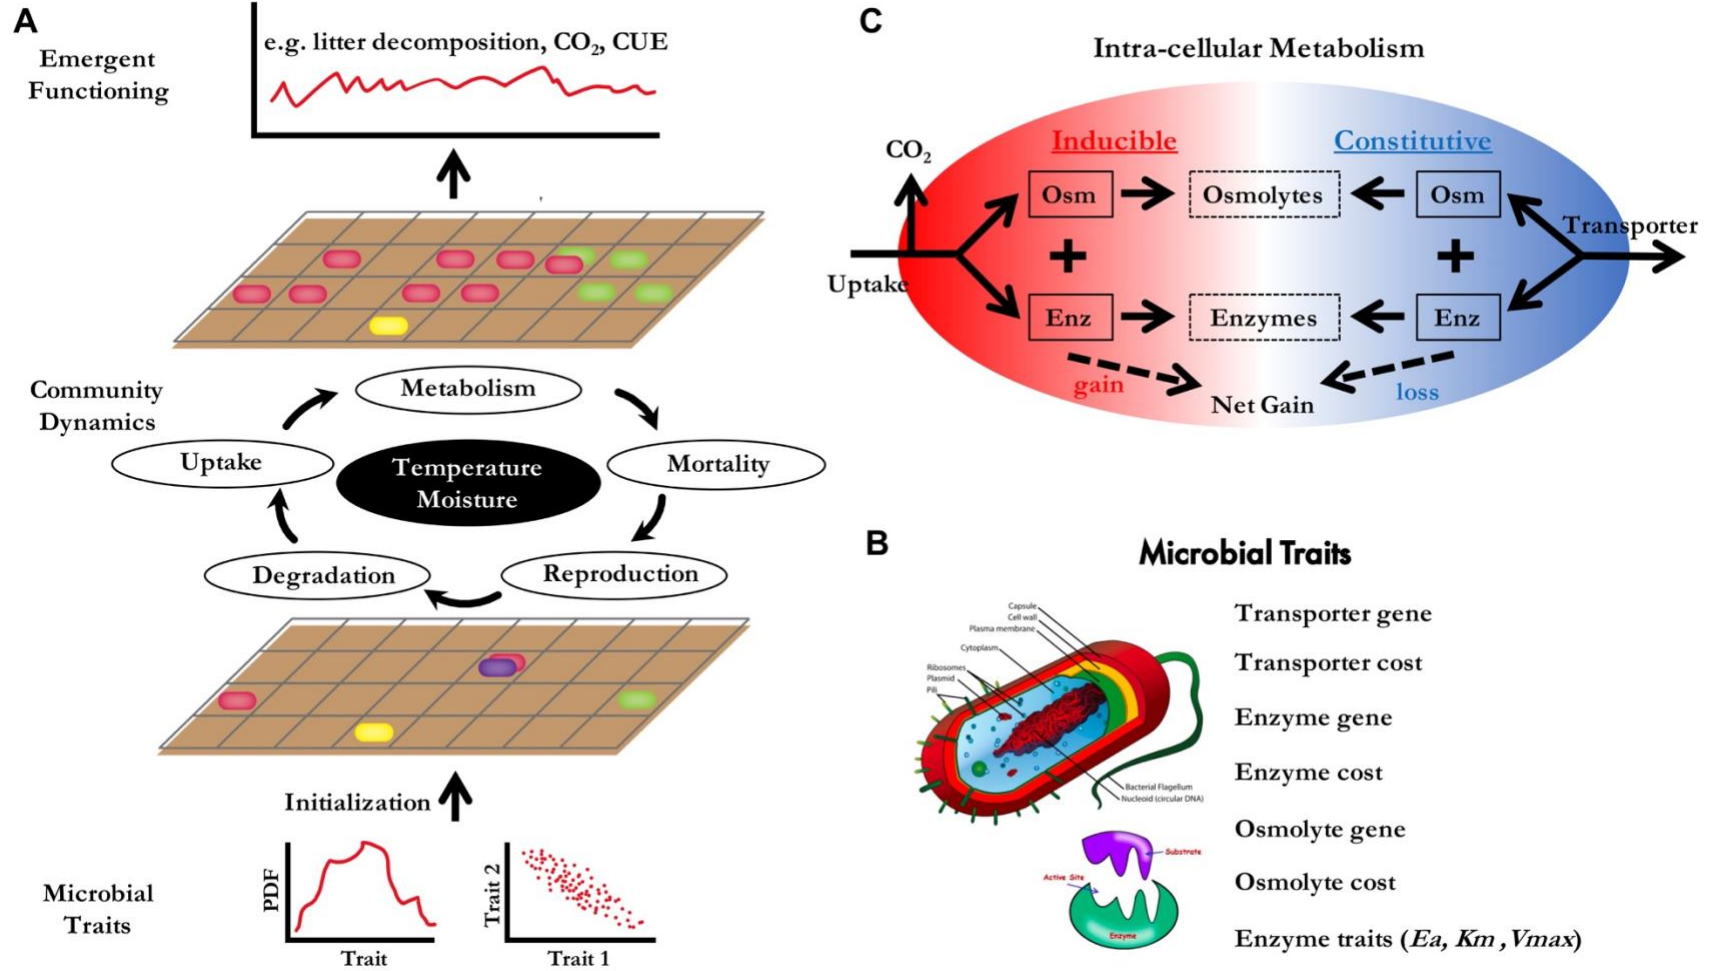 A
Emergent
Functioning
e.g. litter decomposition, CO₂, CUE
Community
Dynamics
Metabolism
Uptake
Temperature
Moisture
Mortality
Degradation
Reproduction
Initialization
Microbial
Traits
PDF
Trait
Trait 2
Trait 1
C
Intra-cellular Metabolism
Inducible
Constitutive
CO₂
Osm
Osmolytes
Osm
Transporter
+
+
Uptake
Enz
Enzymes
Enz
gain
loss
Net Gain
B
Microbial Traits
Capsule
Cell wall
Plasma membrane
Cytoplasm
Ribosomes
Plasmid
Pili
Bacterial Flagellum
Nucleoid (circular DNA)
Substrate
Active Site
Enzyme
Transporter gene
Transporter cost
Enzyme gene
Enzyme cost
Osmolyte gene
Osmolyte cost
Enzyme traits (Ea, Km ,Vmax)